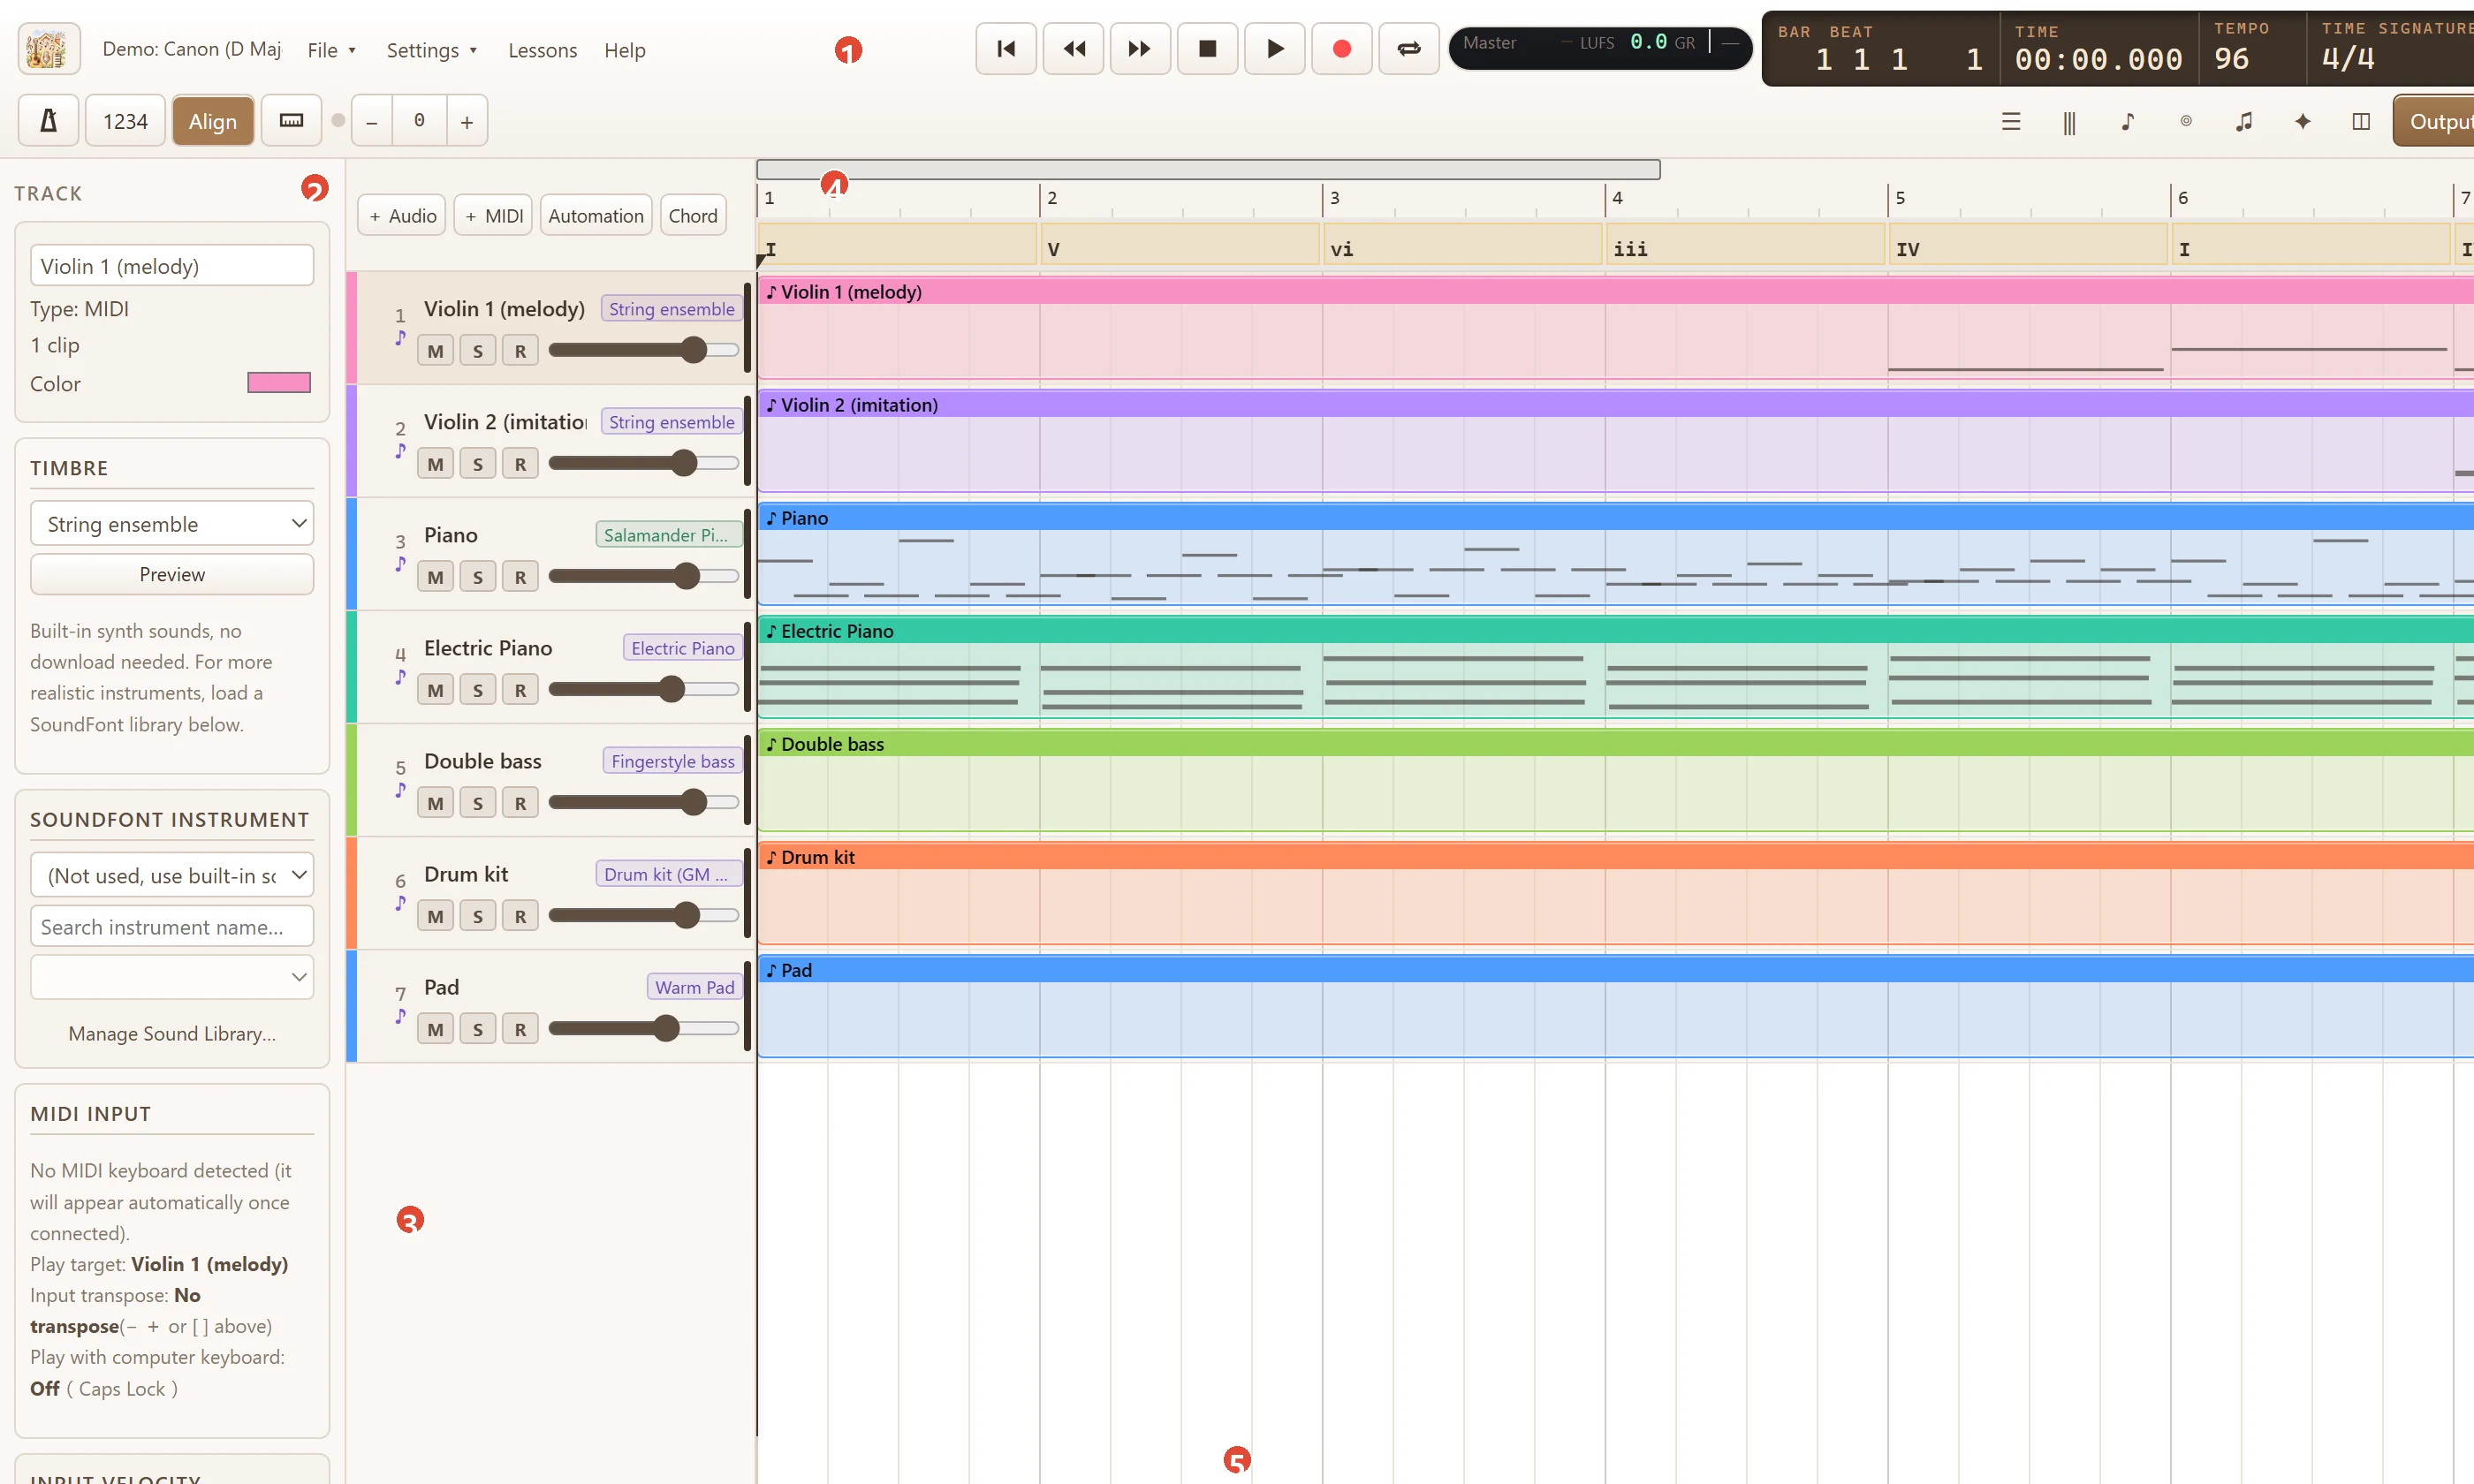 Demo: Canon (D Maj
File ▾
Settings ▾
Lessons
Help
1
Master – LUFS 0.0 GR —
BAR BEAT
1 1 1 1
TIME
00:00.000
TEMPO
96
TIME SIGNATURE
4/4
1234
Align
– 0 +
Output
TRACK
2
Violin 1 (melody)
Type: MIDI
1 clip
Color
TIMBRE
String ensemble
Preview
Built-in synth sounds, no
download needed. For more
realistic instruments, load a
SoundFont library below.
SOUNDFONT INSTRUMENT
(Not used, use built-in sc
Search instrument name...
Manage Sound Library...
MIDI INPUT
No MIDI keyboard detected (it
will appear automatically once
connected).
Play target: Violin 1 (melody)
Input transpose: No
transpose(− + or [ ] above)
Play with computer keyboard:
Off ( Caps Lock )
INPUT VELOCITY
+ Audio
+ MIDI
Automation
Chord
1 Violin 1 (melody) String ensemble
M S R
2 Violin 2 (imitation String ensemble
M S R
3 Piano Salamander Pi...
M S R
4 Electric Piano Electric Piano
M S R
5 Double bass Fingerstyle bass
M S R
6 Drum kit Drum kit (GM ...
M S R
7 Pad Warm Pad
M S R
3
4
1 2 3 4 5 6 7
I V vi iii IV I I
♪ Violin 1 (melody)
♪ Violin 2 (imitation)
♪ Piano
♪ Electric Piano
♪ Double bass
♪ Drum kit
♪ Pad
5